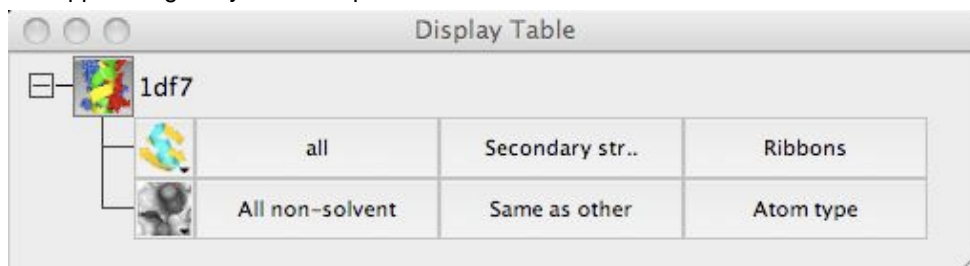 Display Table
1df7
all Secondary str.. Ribbons
All non-solvent Same as other Atom type